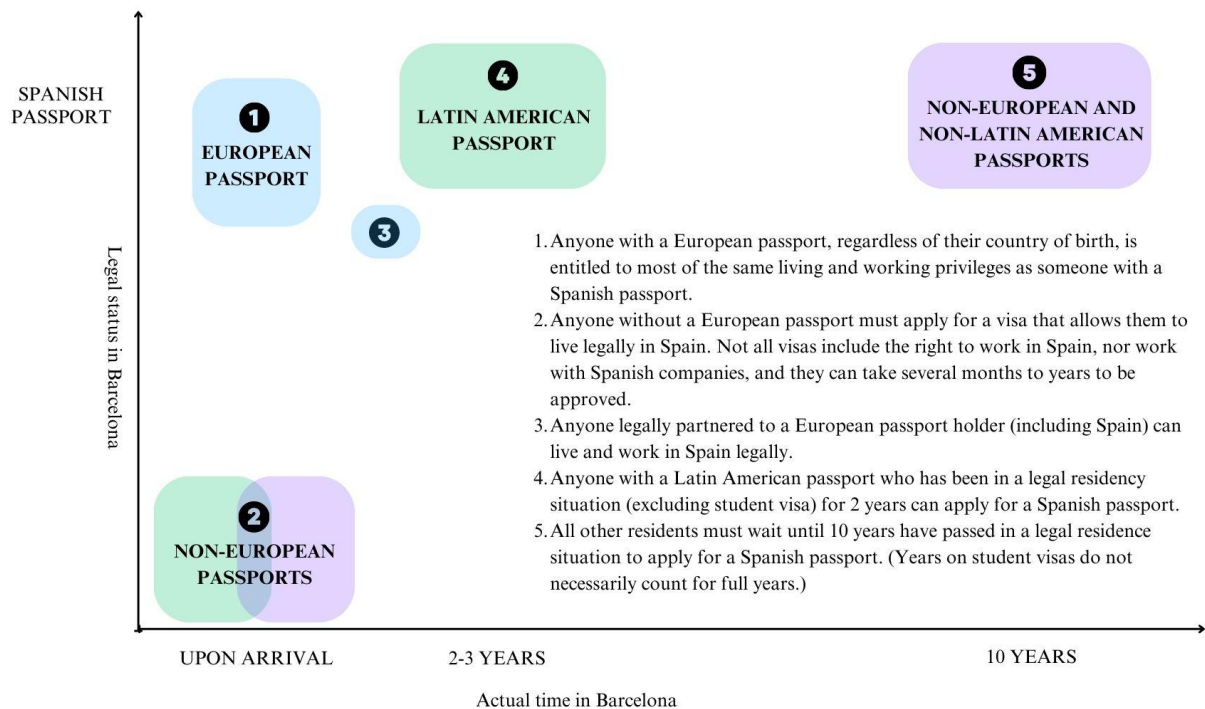 SPANISH
PASSPORT
Legal status in Barcelona
1
EUROPEAN
PASSPORT
4
LATIN AMERICAN
PASSPORT
5
NON-EUROPEAN AND
NON-LATIN AMERICAN
PASSPORTS
3
1. Anyone with a European passport, regardless of their country of birth, is
entitled to most of the same living and working privileges as someone with a
Spanish passport.
2. Anyone without a European passport must apply for a visa that allows them to
live legally in Spain. Not all visas include the right to work in Spain, nor work
with Spanish companies, and they can take several months to years to be
approved.
3. Anyone legally partnered to a European passport holder (including Spain) can
live and work in Spain legally.
4. Anyone with a Latin American passport who has been in a legal residency
situation (excluding student visa) for 2 years can apply for a Spanish passport.
5. All other residents must wait until 10 years have passed in a legal residence
situation to apply for a Spanish passport. (Years on student visas do not
necessarily count for full years.)
2
NON-EUROPEAN
PASSPORTS
UPON ARRIVAL
2-3 YEARS
10 YEARS
Actual time in Barcelona